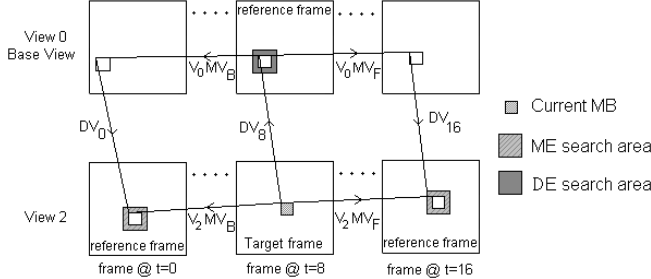 reference frame
View 0
Base View
V0MVB
V0MVF
DV0
DV8
DV16
Current MB
ME search area
DE search area
View 2
V2MVB
V2MVF
reference frame
Target frame
reference frame
frame @ t=0
frame @ t=8
frame @ t=16